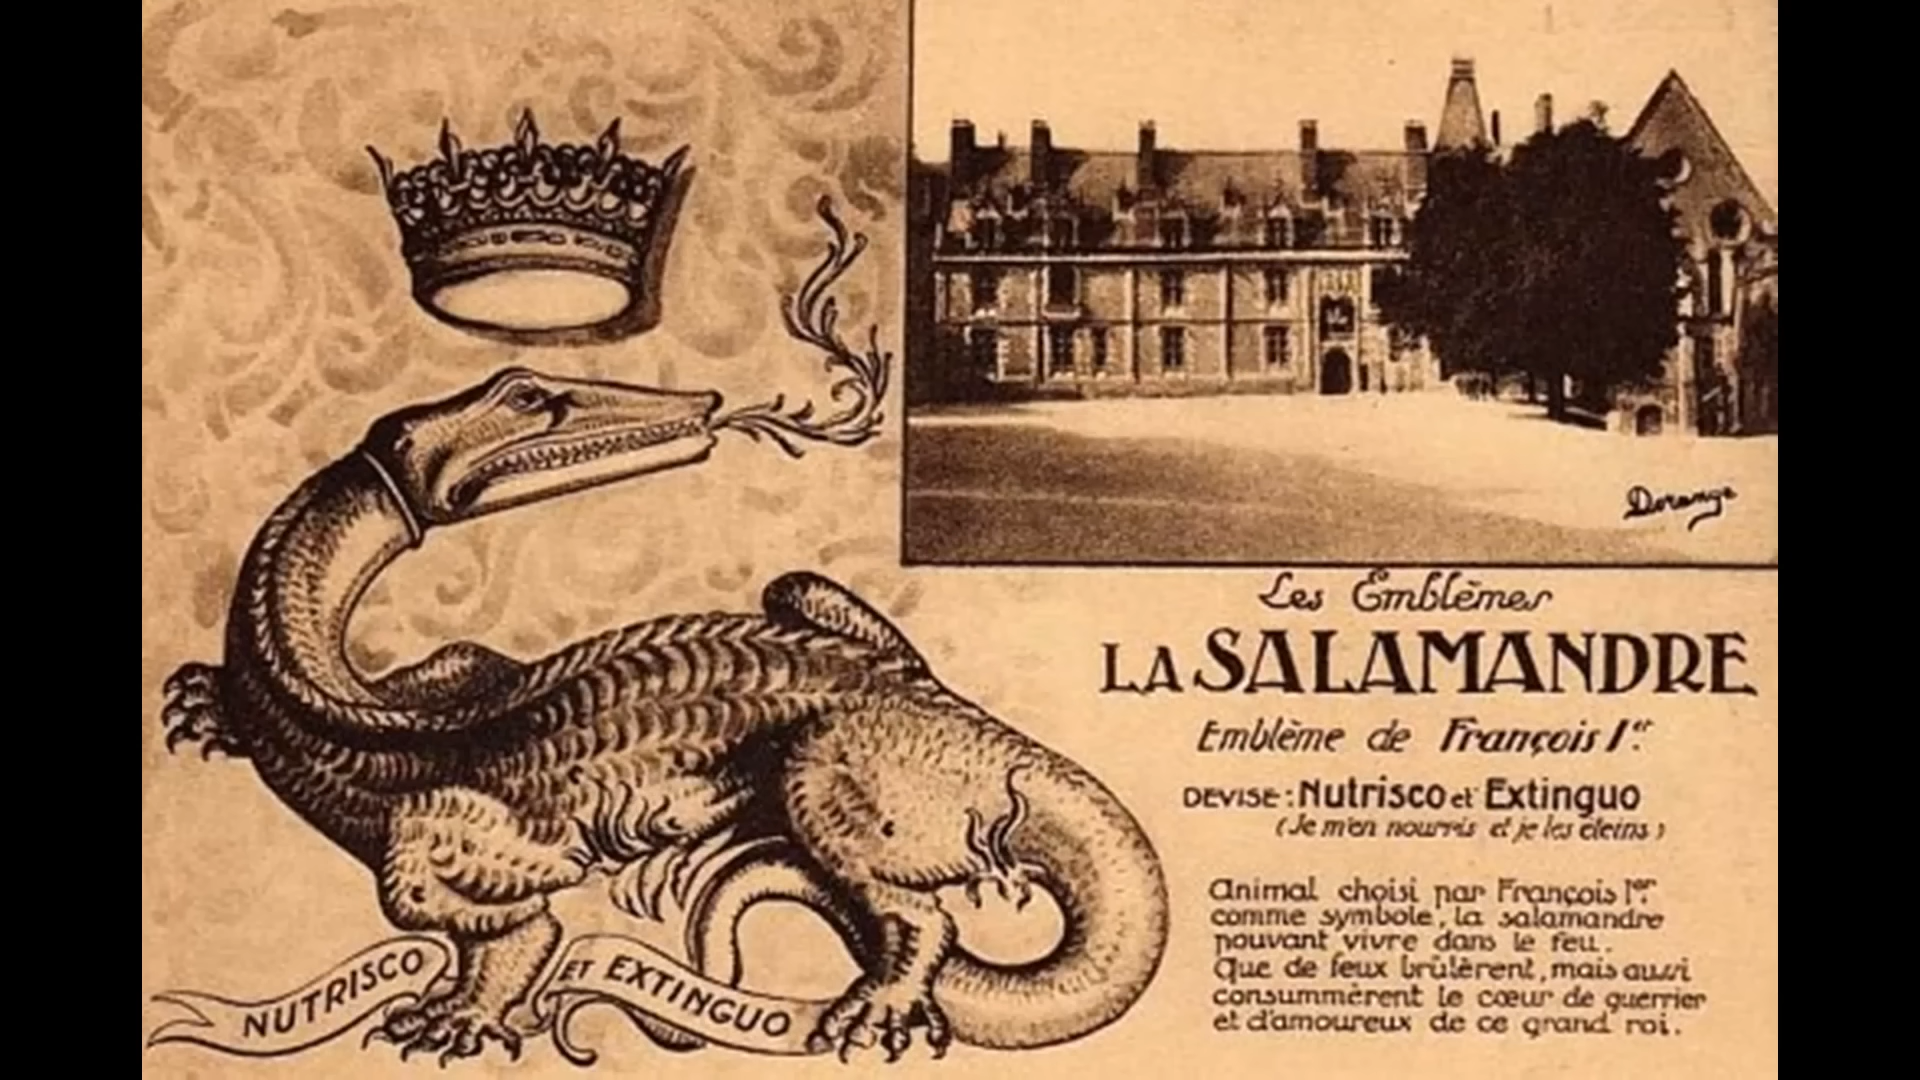 Dorange
Les Emblèmes
LA SALAMANDRE
Emblème de François Ier
DEVISE: Nutrisco et Extinguo
(Je m'en nourris et je les éteins)
Animal choisi par François Ier
comme symbole, la salamandre
pouvant vivre dans le feu.
Que de feux brûlèrent, mais aussi
consummèrent le cœur de guerrier
et d'amoureux de ce grand roi.
NUTRISCO
ET EXTINGUO